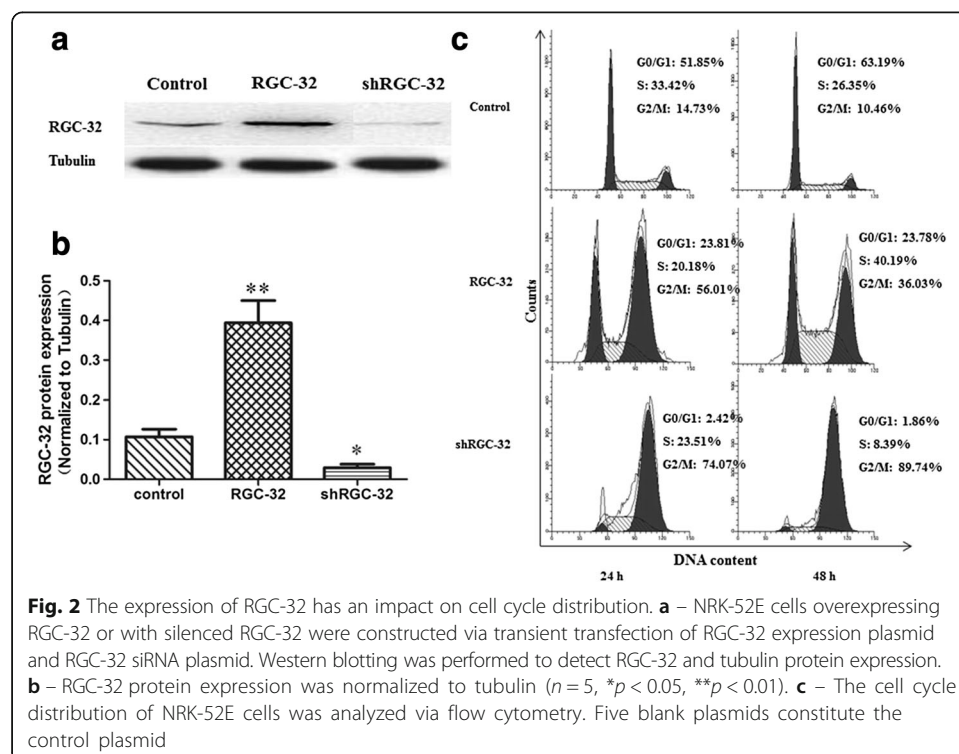 a
Control RGC-32 shRGC-32
RGC-32
Tubulin
b
RGC-32 protein expression
(Normalized to Tubulin)
0.5
0.4
0.3
0.2
0.1
0.0
**
*
control RGC-32 shRGC-32
c
Control
G0/G1: 51.85%
S: 33.42%
G2/M: 14.73%
G0/G1: 63.19%
S: 26.35%
G2/M: 10.46%
RGC-32
G0/G1: 23.81%
S: 20.18%
G2/M: 56.01%
G0/G1: 23.78%
S: 40.19%
G2/M: 36.03%
Counts
shRGC-32
G0/G1: 2.42%
S: 23.51%
G2/M: 74.07%
G0/G1: 1.86%
S: 8.39%
G2/M: 89.74%
DNA content
24 h 48 h
Fig. 2 The expression of RGC-32 has an impact on cell cycle distribution. a – NRK-52E cells overexpressing
RGC-32 or with silenced RGC-32 were constructed via transient transfection of RGC-32 expression plasmid
and RGC-32 siRNA plasmid. Western blotting was performed to detect RGC-32 and tubulin protein expression.
b – RGC-32 protein expression was normalized to tubulin (n = 5, *p < 0.05, **p < 0.01). c – The cell cycle
distribution of NRK-52E cells was analyzed via flow cytometry. Five blank plasmids constitute the
control plasmid